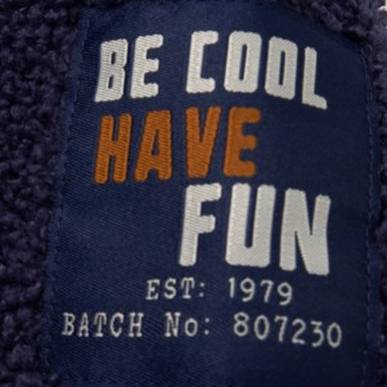 BE COOL
HAVE
FUN
EST: 1979
BATCH No: 807230